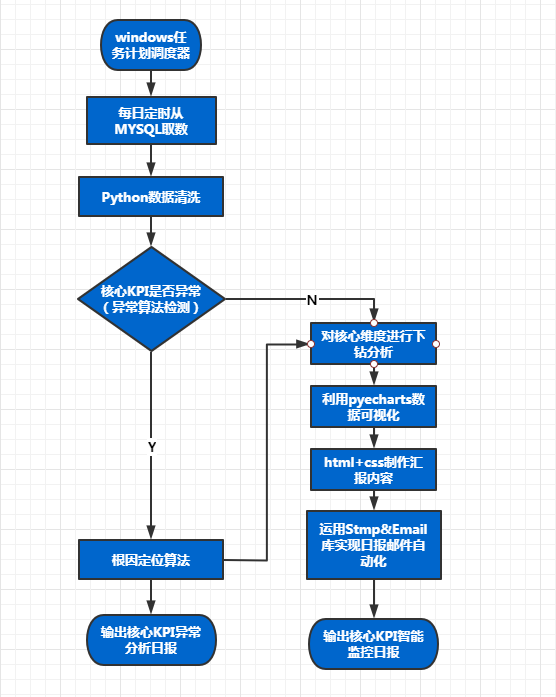 windows任
务计划调度器
每日定时从
MYSQL取数
Python数据清洗
核心KPI是否异常
（异常算法检测）
N
对核心维度进行下
钻分析
利用pyecharts数
据可视化
Y
html+css制作汇
报内容
运用Stmp&Email
库实现日报邮件自
动化
根因定位算法
输出核心KPI异常
分析日报
输出核心KPI智能
监控日报